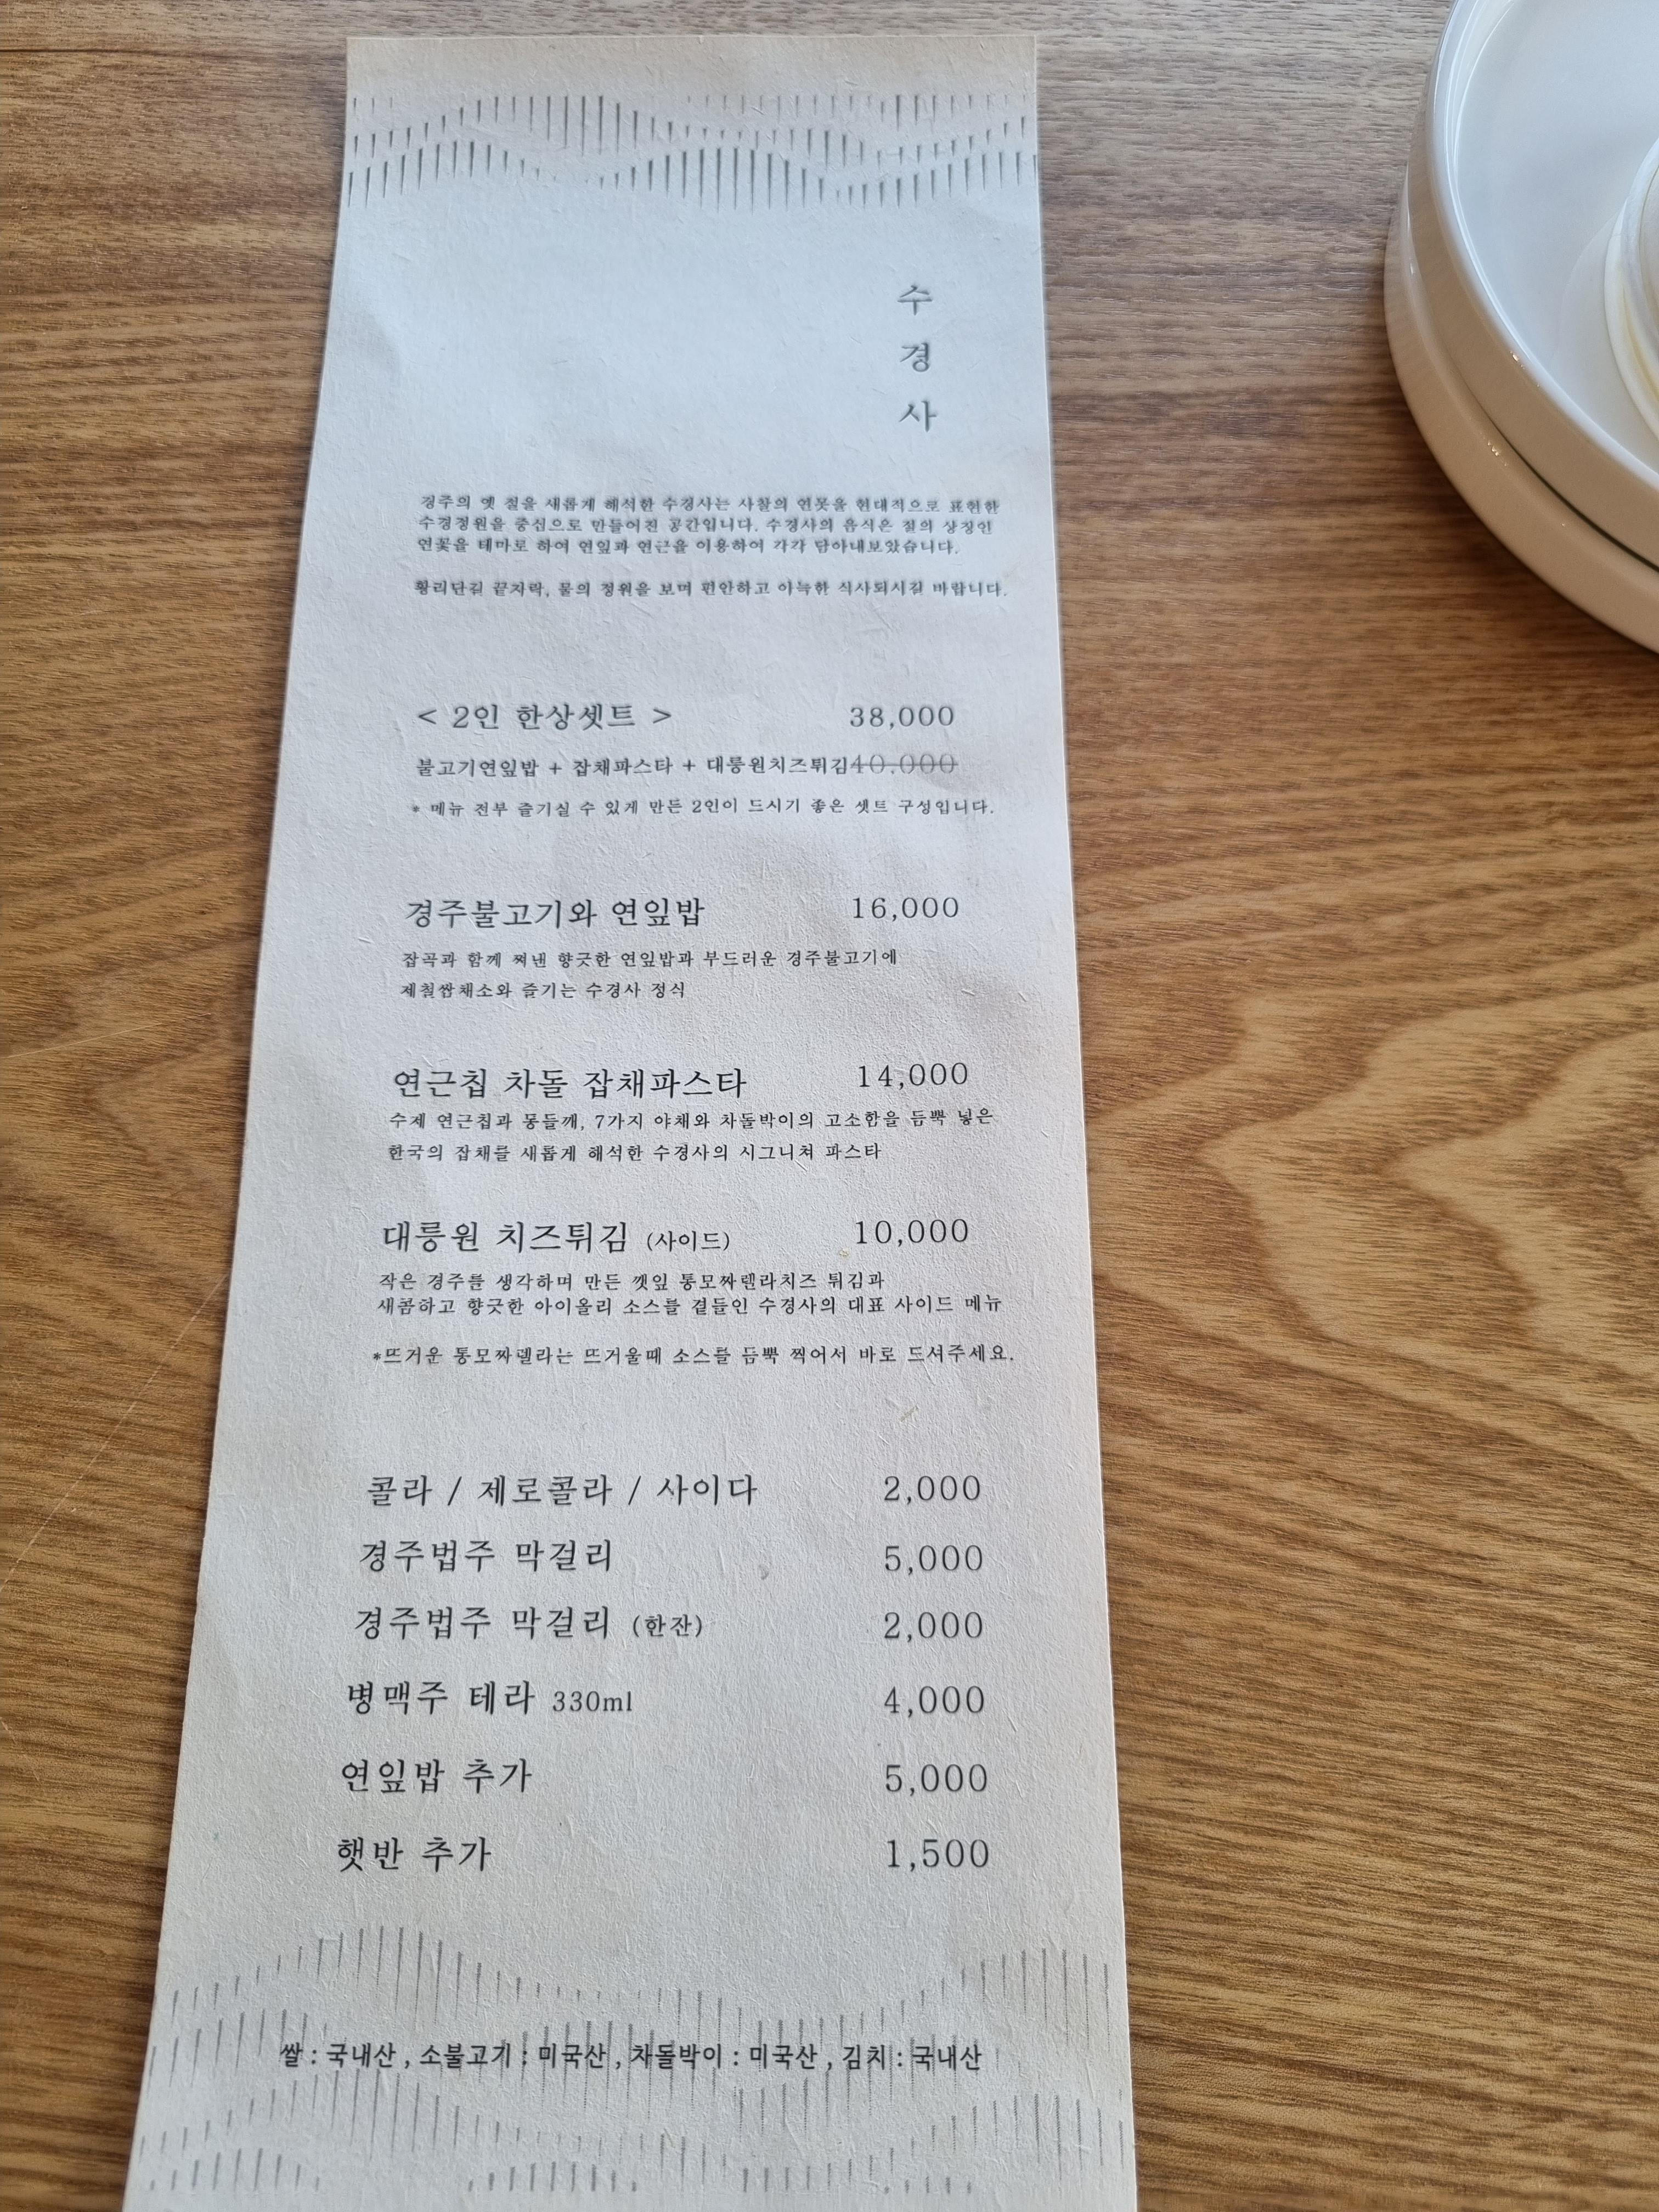 수
경
사
경주의 옛 절을 새롭게 해석한 수경사는 사찰의 연못을 현대적으로 표현한
수경정원을 중심으로 만들어진 공간입니다. 수경사의 음식은 절의 상징인
연꽃을 테마로 하여 연잎과 연근을 이용하여 각각 담아내보았습니다.
황리단길 끝자락, 물의 정원을 보며 편안하고 아늑한 식사되시길 바랍니다.
< 2인 한상셋트 > 38,000
불고기연잎밥 + 잡채파스타 + 대릉원치즈튀김 40,000
* 메뉴 전부 즐기실 수 있게 만든 2인이 드시기 좋은 셋트 구성입니다.
경주불고기와 연잎밥 16,000
잡곡과 함께 쪄낸 향긋한 연잎밥과 부드러운 경주불고기에
제철쌈채소와 즐기는 수경사 정식
연근칩 차돌 잡채파스타 14,000
수제 연근칩과 몽들깨, 7가지 야채와 차돌박이의 고소함을 듬뿍 넣은
한국의 잡채를 새롭게 해석한 수경사의 시그니쳐 파스타
대릉원 치즈튀김 (사이드) 10,000
작은 경주를 생각하며 만든 깻잎 통모짜렐라치즈 튀김과
새콤하고 향긋한 아이올리 소스를 곁들인 수경사의 대표 사이드 메뉴
*뜨거운 통모짜렐라는 뜨거울때 소스를 듬뿍 찍어서 바로 드셔주세요.
콜라 / 제로콜라 / 사이다 2,000
경주법주 막걸리 5,000
경주법주 막걸리 (한잔) 2,000
병맥주 테라 330ml 4,000
연잎밥 추가 5,000
햇반 추가 1,500
쌀 : 국내산 , 소불고기 : 미국산 , 차돌박이 : 미국산 , 김치 : 국내산